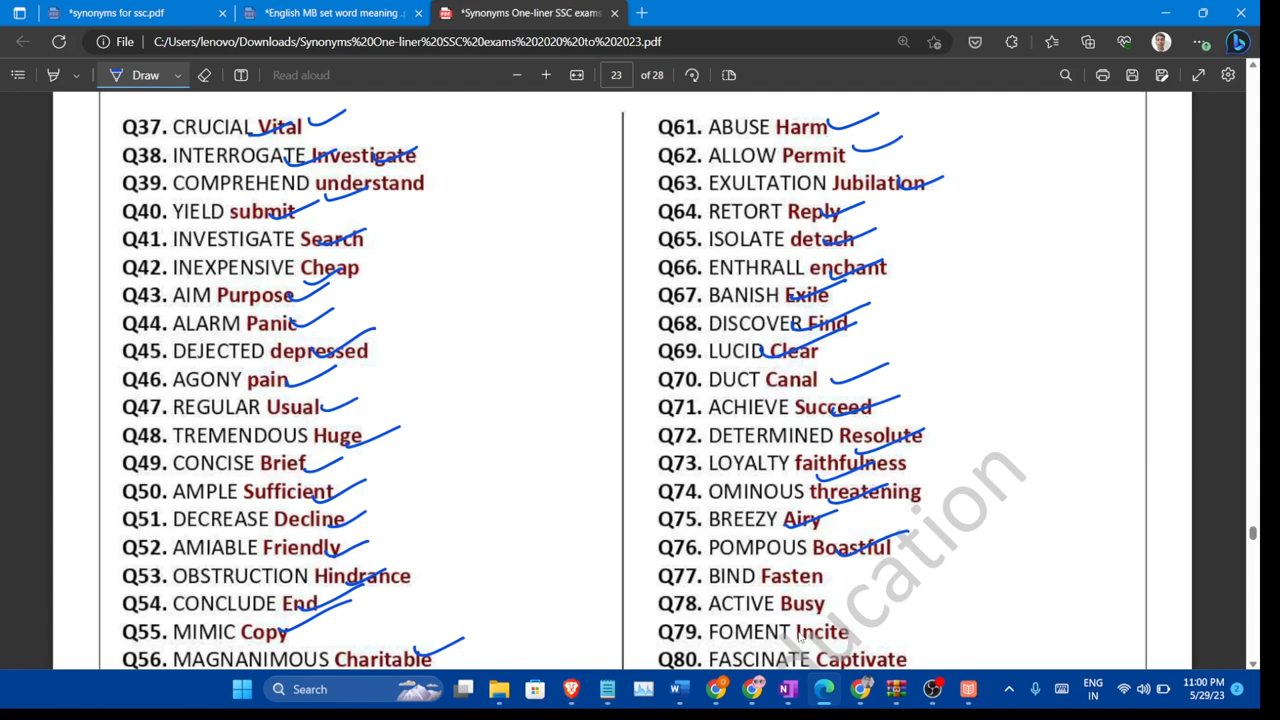 *synonyms for ssc.pdf
*English MB set word meaning .p
*Synonyms One-liner SSC exams
File
C:/Users/lenovo/Downloads/Synonyms%20One-liner%20SSC%20exams%202020%20to%202023.pdf
Draw
Read aloud
23 of 28
Q37. CRUCIAL Vital
Q38. INTERROGATE Investigate
Q39. COMPREHEND understand
Q40. YIELD submit
Q41. INVESTIGATE Search
Q42. INEXPENSIVE Cheap
Q43. AIM Purpose
Q44. ALARM Panic
Q45. DEJECTED depressed
Q46. AGONY pain
Q47. REGULAR Usual
Q48. TREMENDOUS Huge
Q49. CONCISE Brief
Q50. AMPLE Sufficient
Q51. DECREASE Decline
Q52. AMIABLE Friendly
Q53. OBSTRUCTION Hindrance
Q54. CONCLUDE End
Q55. MIMIC Copy
Q56. MAGNANIMOUS Charitable
Q61. ABUSE Harm
Q62. ALLOW Permit
Q63. EXULTATION Jubilation
Q64. RETORT Reply
Q65. ISOLATE detach
Q66. ENTHRALL enchant
Q67. BANISH Exile
Q68. DISCOVER Find
Q69. LUCID Clear
Q70. DUCT Canal
Q71. ACHIEVE Succeed
Q72. DETERMINED Resolute
Q73. LOYALTY faithfulness
Q74. OMINOUS threatening
Q75. BREEZY Airy
Q76. POMPOUS Boastful
Q77. BIND Fasten
Q78. ACTIVE Busy
Q79. FOMENT Incite
Q80. FASCINATE Captivate
ducation
Search
ENG
IN
11:00 PM
5/29/23
2